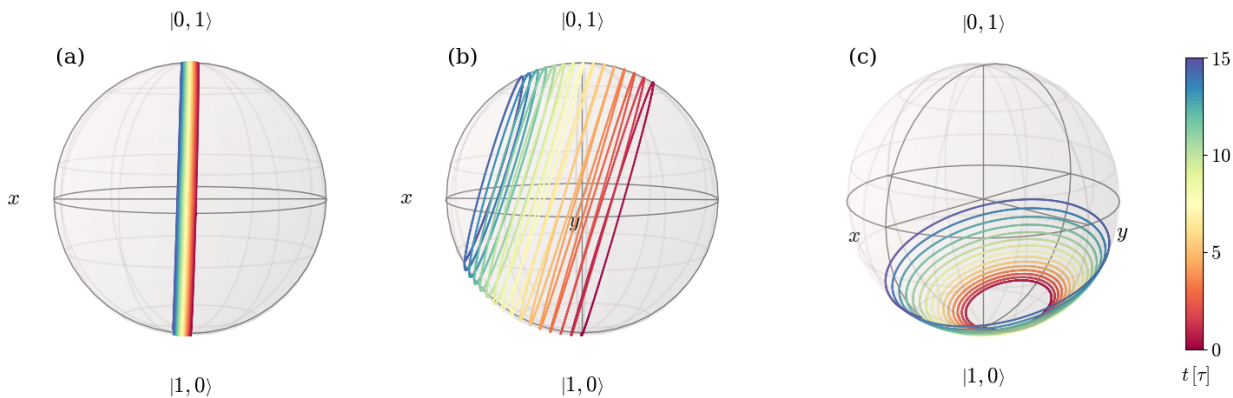 |0, 1⟩ |0, 1⟩ |0, 1⟩
(a) (b) (c)
15
10
x x y x y
5
0
|1, 0⟩ |1, 0⟩ |1, 0⟩ t [τ]